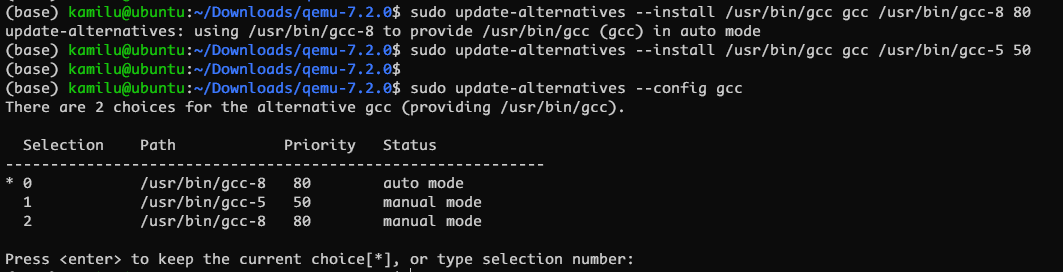 (base) kamilu@ubuntu:~/Downloads/qemu-7.2.0$ sudo update-alternatives --install /usr/bin/gcc gcc /usr/bin/gcc-8 80
update-alternatives: using /usr/bin/gcc-8 to provide /usr/bin/gcc (gcc) in auto mode
(base) kamilu@ubuntu:~/Downloads/qemu-7.2.0$ sudo update-alternatives --install /usr/bin/gcc gcc /usr/bin/gcc-5 50
(base) kamilu@ubuntu:~/Downloads/qemu-7.2.0$
(base) kamilu@ubuntu:~/Downloads/qemu-7.2.0$ sudo update-alternatives --config gcc
There are 2 choices for the alternative gcc (providing /usr/bin/gcc).
  Selection    Path             Priority   Status
------------------------------------------------------------
* 0            /usr/bin/gcc-8   80        auto mode
  1            /usr/bin/gcc-5   50        manual mode
  2            /usr/bin/gcc-8   80        manual mode
Press <enter> to keep the current choice[*], or type selection number: